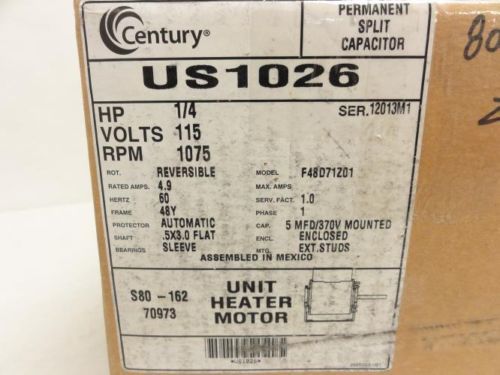 Century®
PERMANENT
SPLIT
CAPACITOR
US1026
HP 1/4
SER. 12013M1
VOLTS 115
RPM 1075
ROT. REVERSIBLE
MODEL F48D71Z01
RATED AMPS. 4.9
MAX. AMPS
HERTZ 60
SERV. FACT. 1.0
FRAME 48Y
PHASE 1
PROTECTOR AUTOMATIC
CAP. 5 MFD/370V MOUNTED
SHAFT .5X3.0 FLAT
ENCL. ENCLOSED
BEARINGS SLEEVE
MTG. EXT.STUDS
ASSEMBLED IN MEXICO
S80-162
70973
UNIT
HEATER
MOTOR
*US1026*